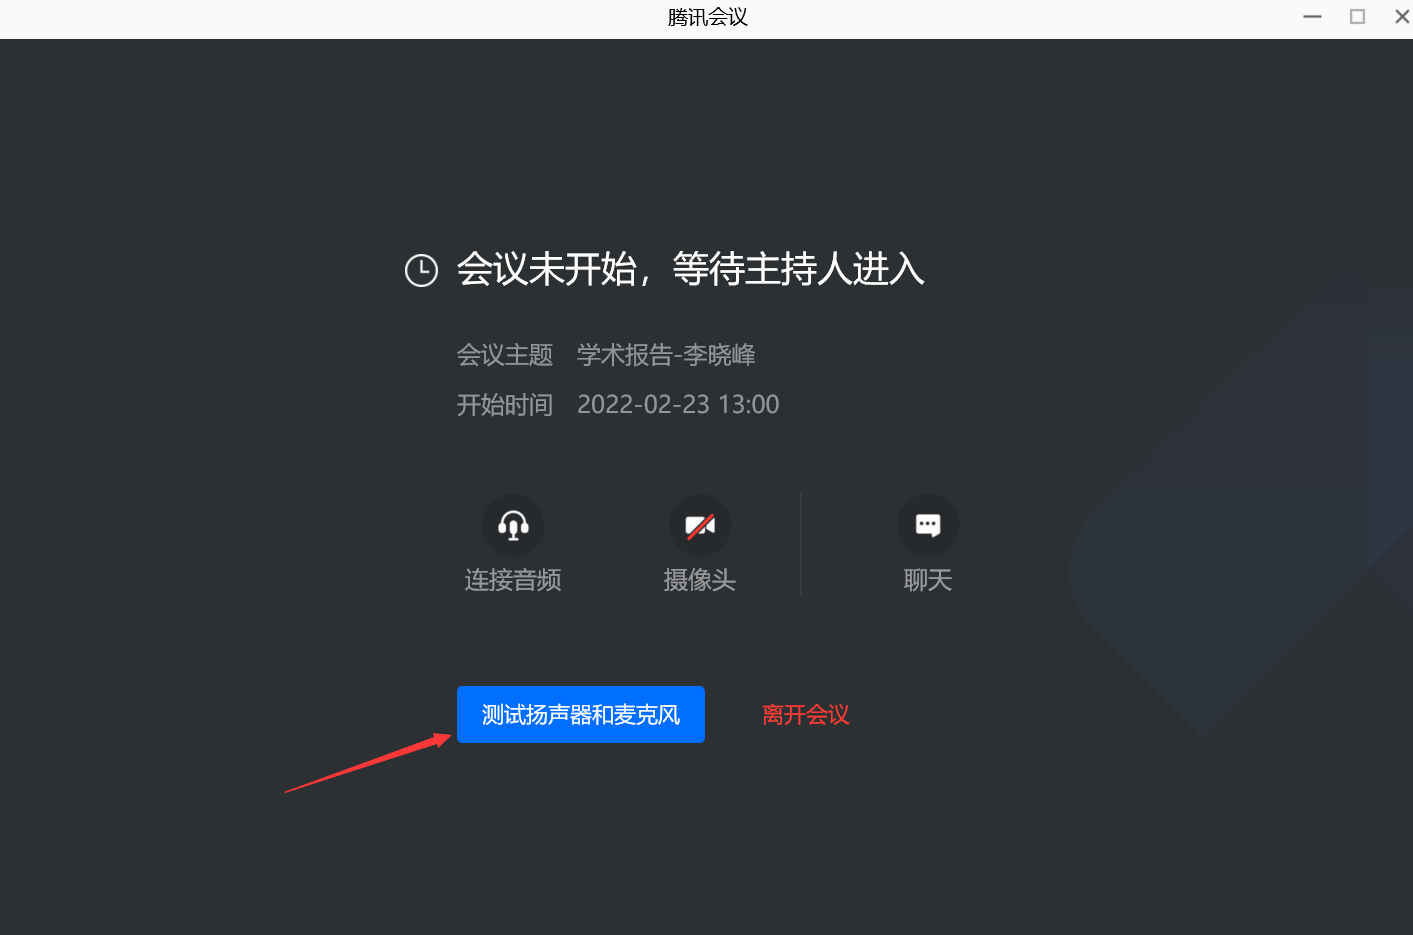 腾讯会议
会议未开始，等待主持人进入
会议主题 学术报告-李晓峰
开始时间 2022-02-23 13:00
连接音频 摄像头 聊天
测试扬声器和麦克风 离开会议